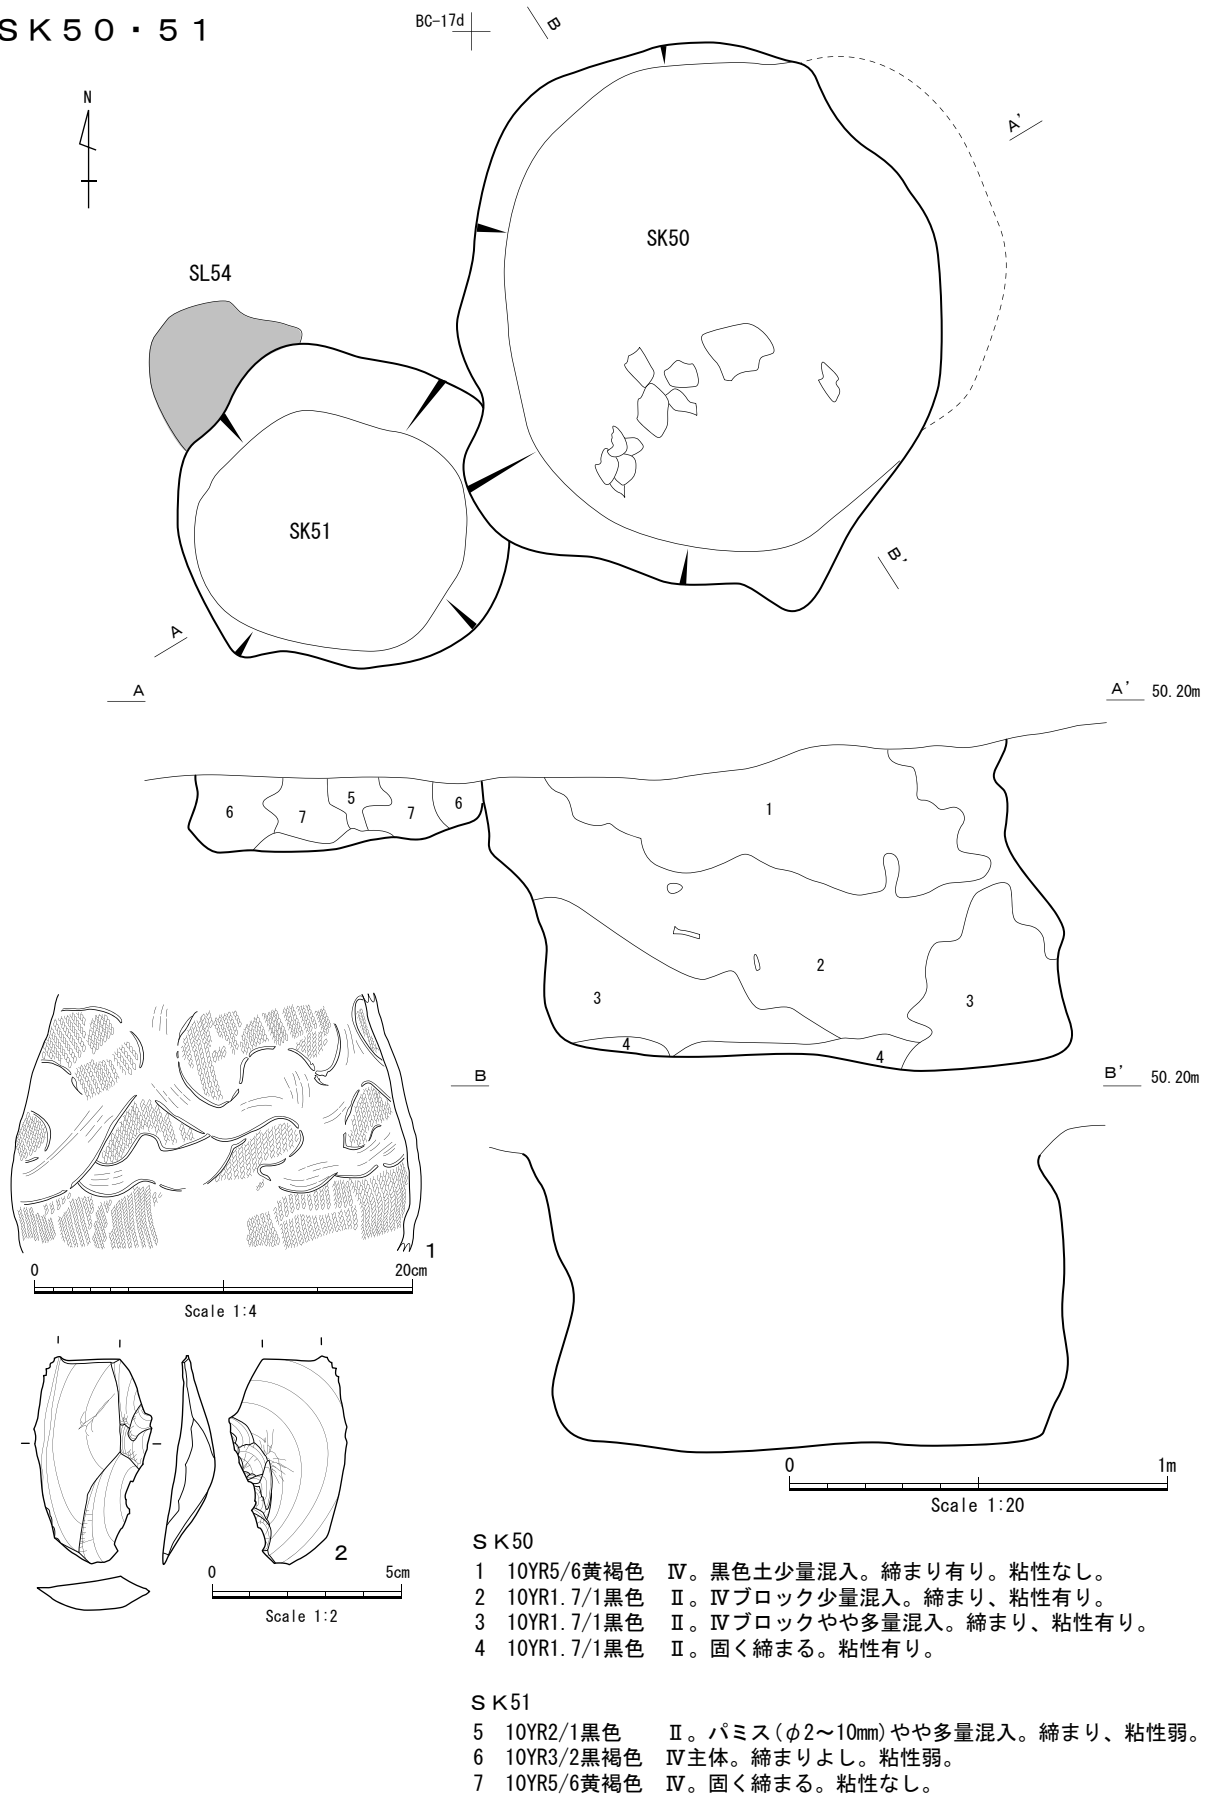 SK50・51
BC-17d
B
N
A'
SK50
SL54
SK51
B'
A
A
A' 50.20m
6
7
5
7
6
1
2
3
3
4
4
B
B' 50.20m
1
0 20cm
Scale 1:4
2
0 5cm
Scale 1:2
0 1m
Scale 1:20
SK50
1 10YR5/6黄褐色 Ⅳ。黒色土少量混入。締まり有り。粘性なし。
2 10YR1.7/1黒色 Ⅱ。Ⅳブロック少量混入。締まり、粘性有り。
3 10YR1.7/1黒色 Ⅱ。Ⅳブロックやや多量混入。締まり、粘性有り。
4 10YR1.7/1黒色 Ⅱ。固く締まる。粘性有り。
SK51
5 10YR2/1黒色 Ⅱ。パミス(φ2～10mm)やや多量混入。締まり、粘性弱。
6 10YR3/2黒褐色 Ⅳ主体。締まりよし。粘性弱。
7 10YR5/6黄褐色 Ⅳ。固く締まる。粘性なし。